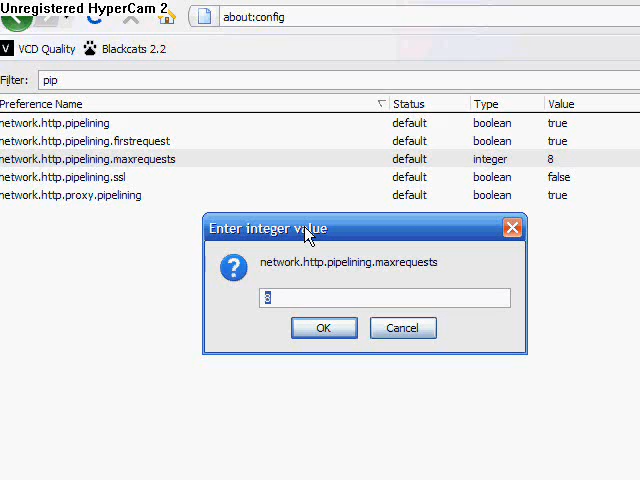 Unregistered HyperCam 2
about:config
V VCD Quality Blackcats 2.2
Filter: pip
Preference Name Status Type Value
network.http.pipelining default boolean true
network.http.pipelining.firstrequest default boolean true
network.http.pipelining.maxrequests default integer 8
network.http.pipelining.ssl default boolean false
network.http.proxy.pipelining default boolean true
Enter integer value
?
network.http.pipelining.maxrequests
8
OK Cancel